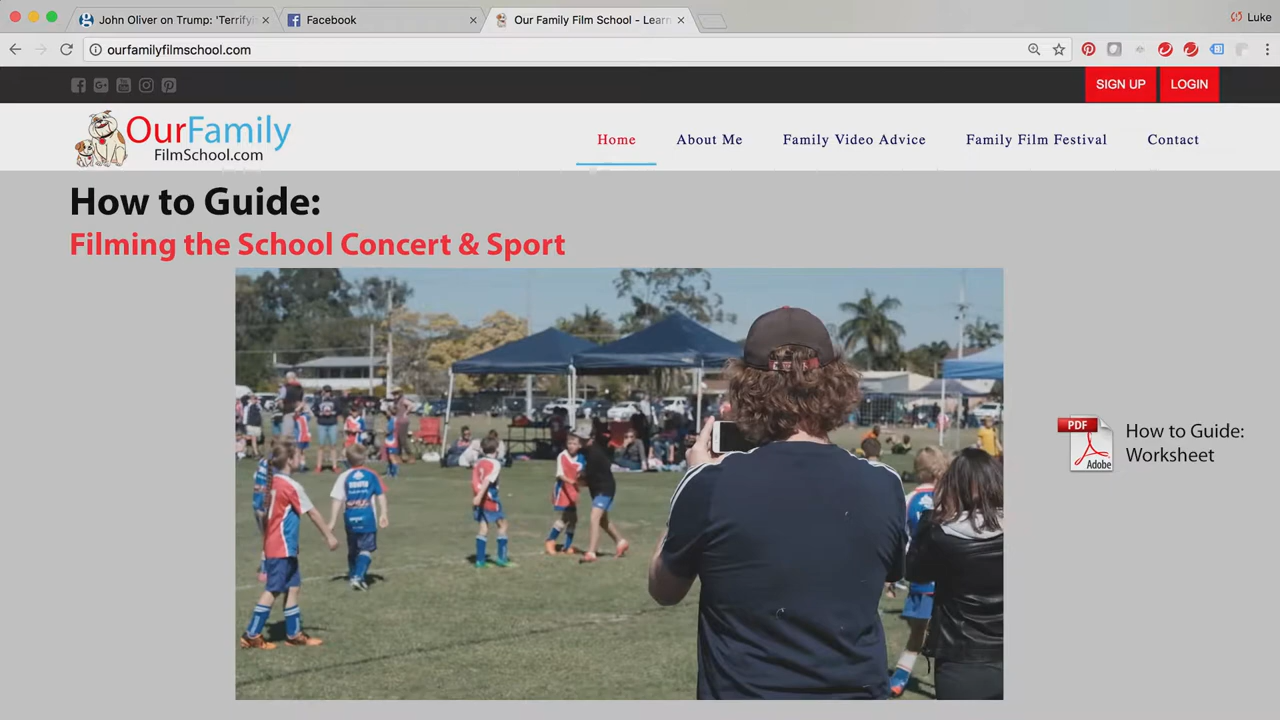 John Oliver on Trump: 'Terrifyi
Facebook
Our Family Film School - Learn
Luke
ourfamilyfilmschool.com
SIGN UP
LOGIN
OurFamily
FilmSchool.com
Home
About Me
Family Video Advice
Family Film Festival
Contact
How to Guide:
Filming the School Concert & Sport
PDF
Adobe
How to Guide:
Worksheet